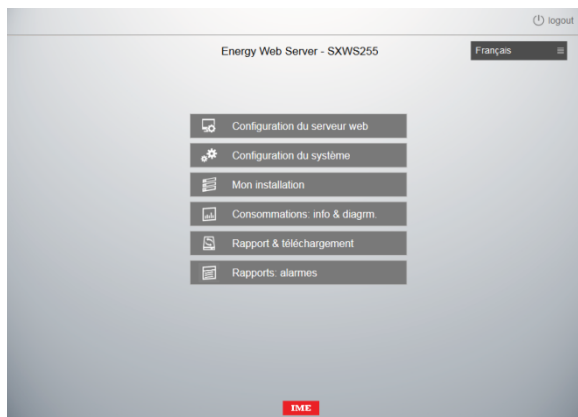 logout
Energy Web Server - SXWS255
Français
Configuration du serveur web
Configuration du système
Mon installation
Consommations: info & diagrm.
Rapport & téléchargement
Rapports: alarmes
IME